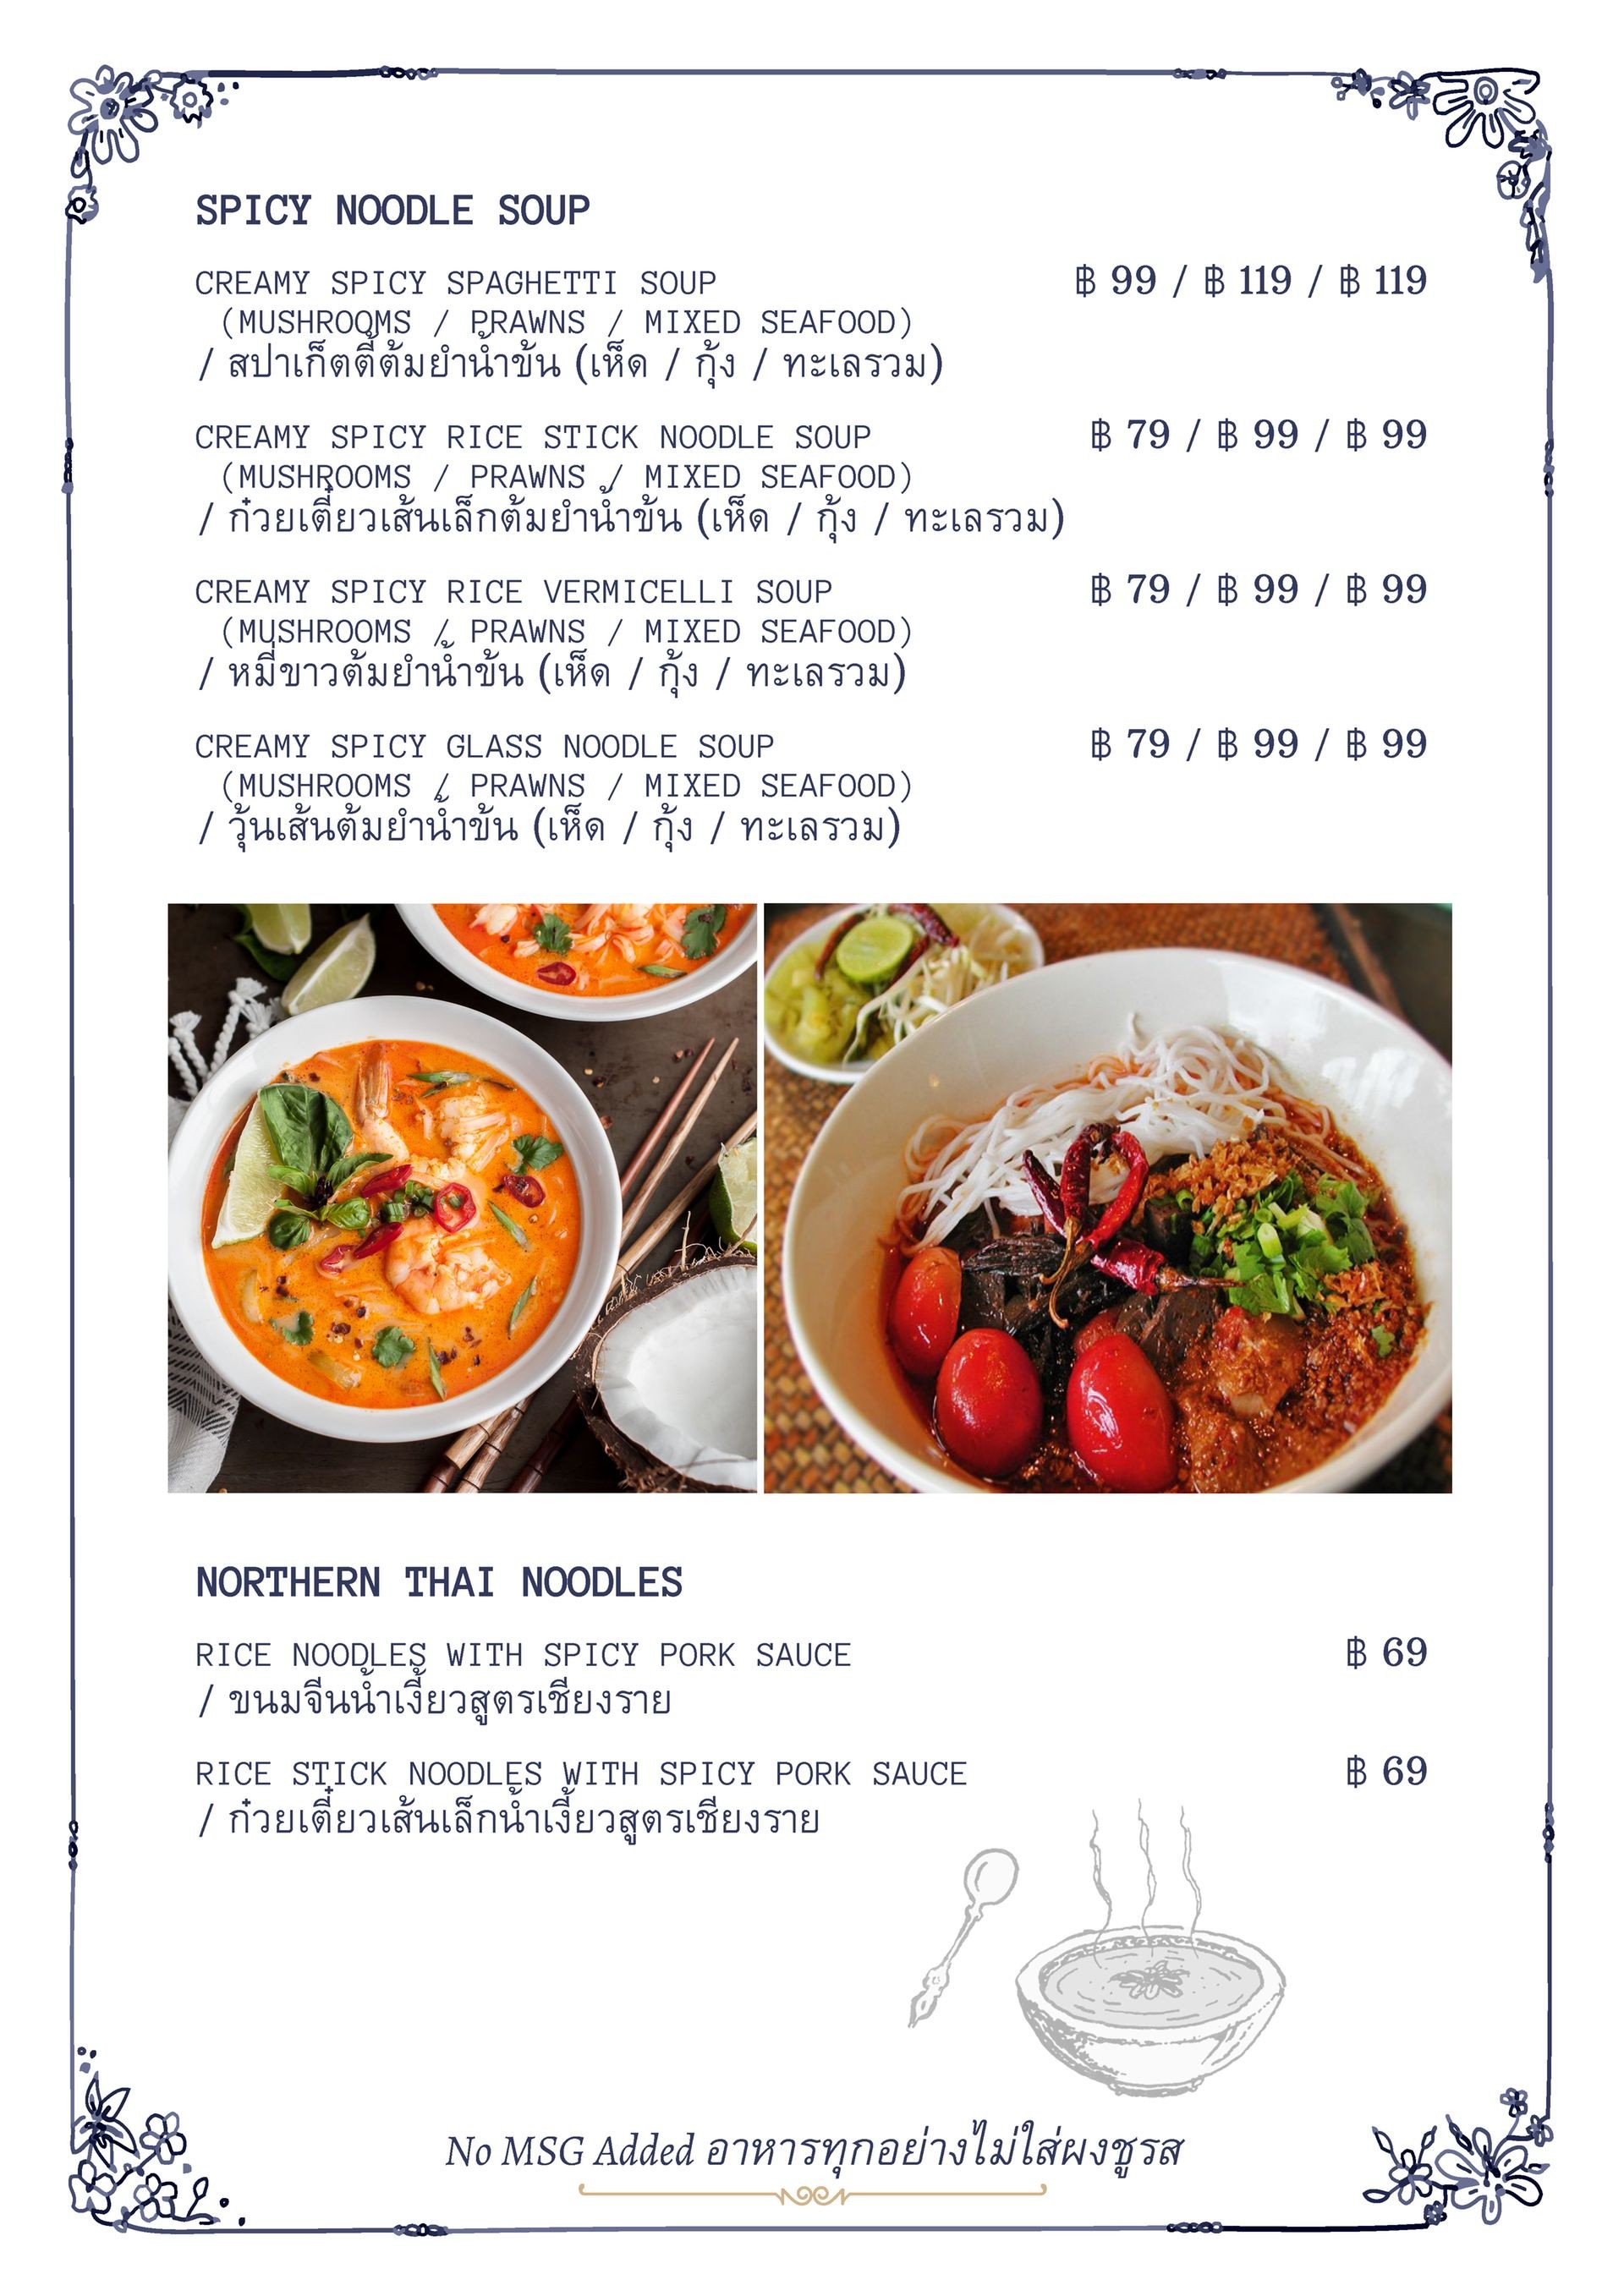 SPICY NOODLE SOUP
CREAMY SPICY SPAGHETTI SOUP ฿ 99 / ฿ 119 / ฿ 119
(MUSHROOMS / PRAWNS / MIXED SEAFOOD)
/ สปาเก็ตตี้ต้มยำน้ำข้น (เห็ด / กุ้ง / ทะเลรวม)
CREAMY SPICY RICE STICK NOODLE SOUP ฿ 79 / ฿ 99 / ฿ 99
(MUSHROOMS / PRAWNS / MIXED SEAFOOD)
/ ก๋วยเตี๋ยวเส้นเล็กต้มยำน้ำข้น (เห็ด / กุ้ง / ทะเลรวม)
CREAMY SPICY RICE VERMICELLI SOUP ฿ 79 / ฿ 99 / ฿ 99
(MUSHROOMS / PRAWNS / MIXED SEAFOOD)
/ หมี่ขาวต้มยำน้ำข้น (เห็ด / กุ้ง / ทะเลรวม)
CREAMY SPICY GLASS NOODLE SOUP ฿ 79 / ฿ 99 / ฿ 99
(MUSHROOMS / PRAWNS / MIXED SEAFOOD)
/ วุ้นเส้นต้มยำน้ำข้น (เห็ด / กุ้ง / ทะเลรวม)
NORTHERN THAI NOODLES
RICE NOODLES WITH SPICY PORK SAUCE ฿ 69
/ ขนมจีนน้ำเงี้ยวสูตรเชียงราย
RICE STICK NOODLES WITH SPICY PORK SAUCE ฿ 69
/ ก๋วยเตี๋ยวเส้นเล็กน้ำเงี้ยวสูตรเชียงราย
No MSG Added อาหารทุกอย่างไม่ใส่ผงชูรส